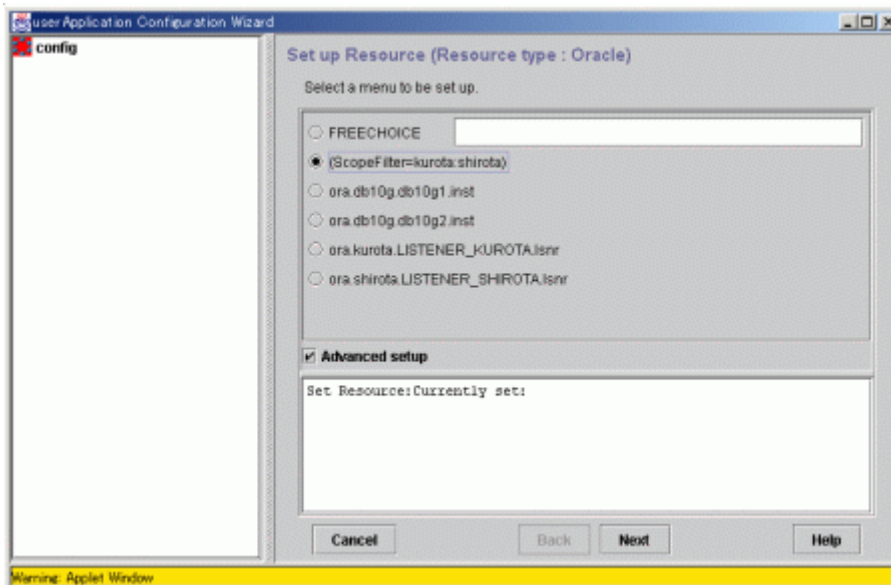 user Application Configuration Wizard
config
Set up Resource (Resource type : Oracle)
Select a menu to be set up.
FREECHOICE
(ScopeFilter=kurota:shirota)
ora.db10g.db10g1.inst
ora.db10g.db10g2.inst
ora.kurota.LISTENER_KUROTA.lsnr
ora.shirota.LISTENER_SHIROTA.lsnr
Advanced setup
Set Resource:Currently set:
Cancel
Back
Next
Help
Warning: Applet Window